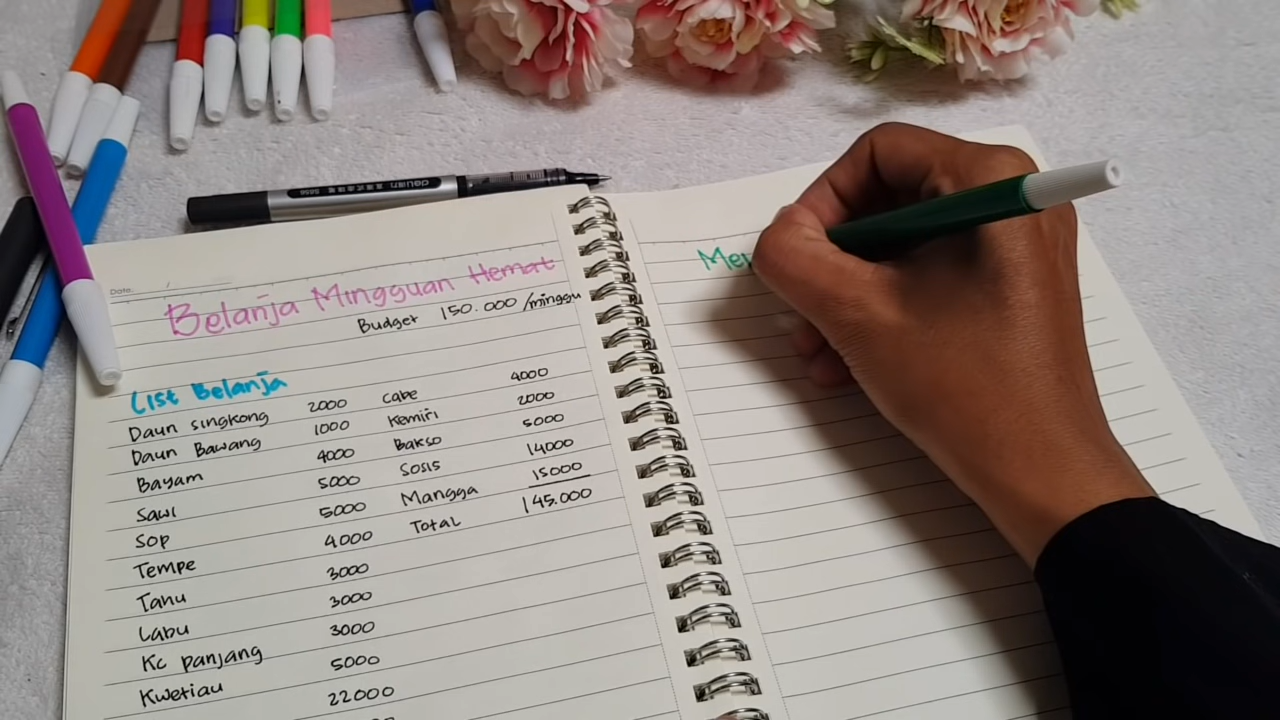 Date. / /
Belanja Mingguan Hemat
Budget 150.000 /minggu
List Belanja
Daun singkong 2000 cabe 4000
Daun Bawang 1000 Kemiri 2000
Bayam 4000 Bakso 5000
Sawi 5000 Sosis 14000
Sop 5000 Mangga 15000
Tempe 4000 Total 145.000
Tahu 3000
Labu 3000
Kc panjang 3000
Kwetiau 5000
22000